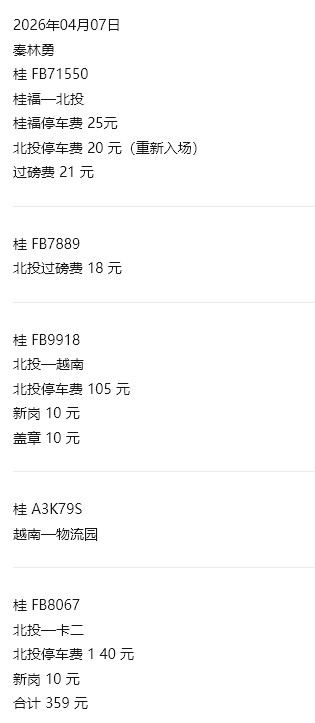 2026年04月07日
秦林勇
桂 FB71550
桂福—北投
桂福停车费 25元
北投停车费 20 元（重新入场）
过磅费 21 元
桂 FB7889
北投过磅费 18 元
桂 FB9918
北投—越南
北投停车费 105 元
新岗 10 元
盖章 10 元
桂 A3K79S
越南—物流园
桂 FB8067
北投—卡二
北投停车费 1 40 元
新岗 10 元
合计 359 元